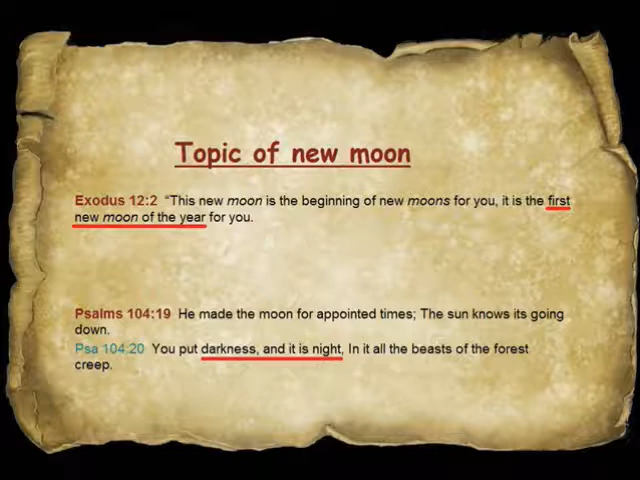 Topic of new moon
Exodus 12:2 “This new moon is the beginning of new moons for you, it is the first
new moon of the year for you.
Psalms 104:19 He made the moon for appointed times; The sun knows its going
down.
Psa 104:20 You put darkness, and it is night, In it all the beasts of the forest
creep.